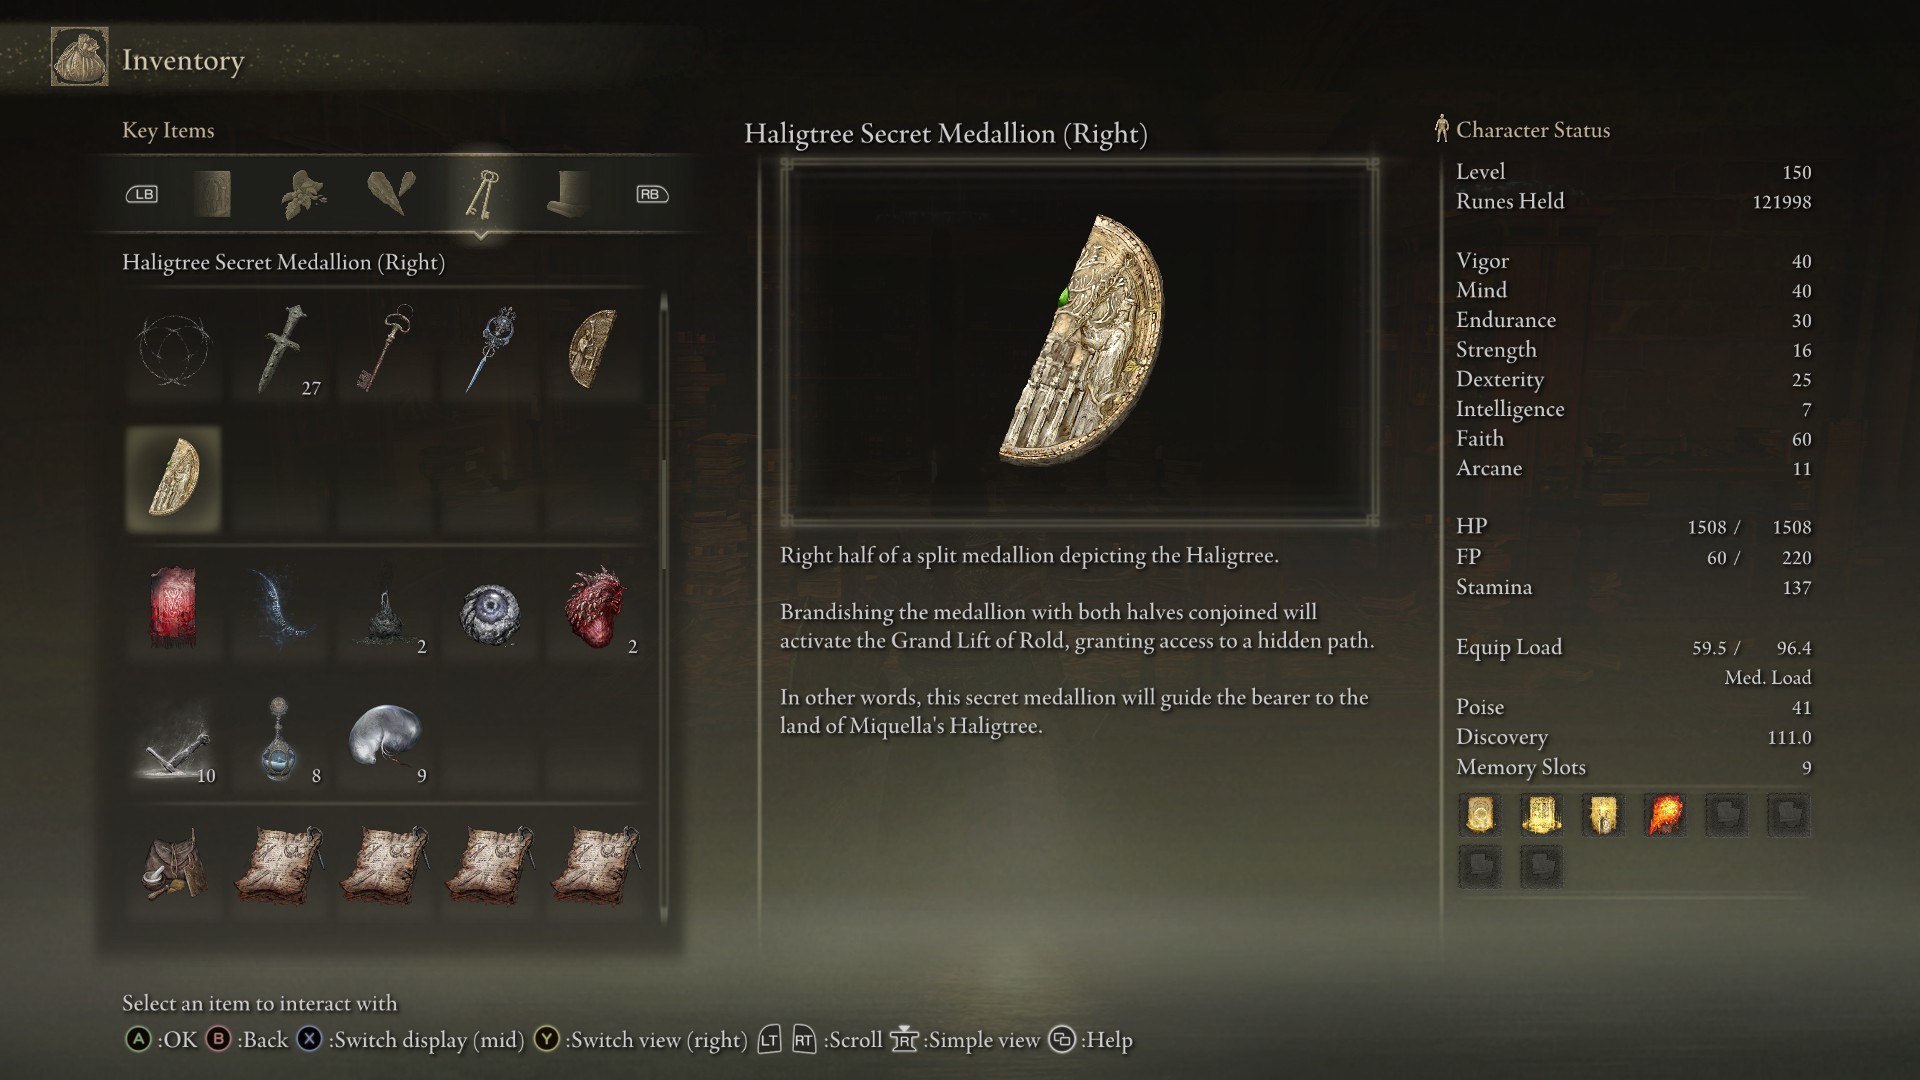 Inventory
Key Items
LB
RB
Haligtree Secret Medallion (Right)
27
2
2
10
8
9
Haligtree Secret Medallion (Right)
Right half of a split medallion depicting the Haligtree.
Brandishing the medallion with both halves conjoined will
activate the Grand Lift of Rold, granting access to a hidden path.
In other words, this secret medallion will guide the bearer to the
land of Miquella's Haligtree.
Character Status
Level 150
Runes Held 121998
Vigor 40
Mind 40
Endurance 30
Strength 16
Dexterity 25
Intelligence 7
Faith 60
Arcane 11
HP 1508 / 1508
FP 60 / 220
Stamina 137
Equip Load 59.5 / 96.4
Med. Load
Poise 41
Discovery 111.0
Memory Slots 9
Select an item to interact with
A :OK B :Back X :Switch display (mid) Y :Switch view (right) LT RT :Scroll R :Simple view :Help